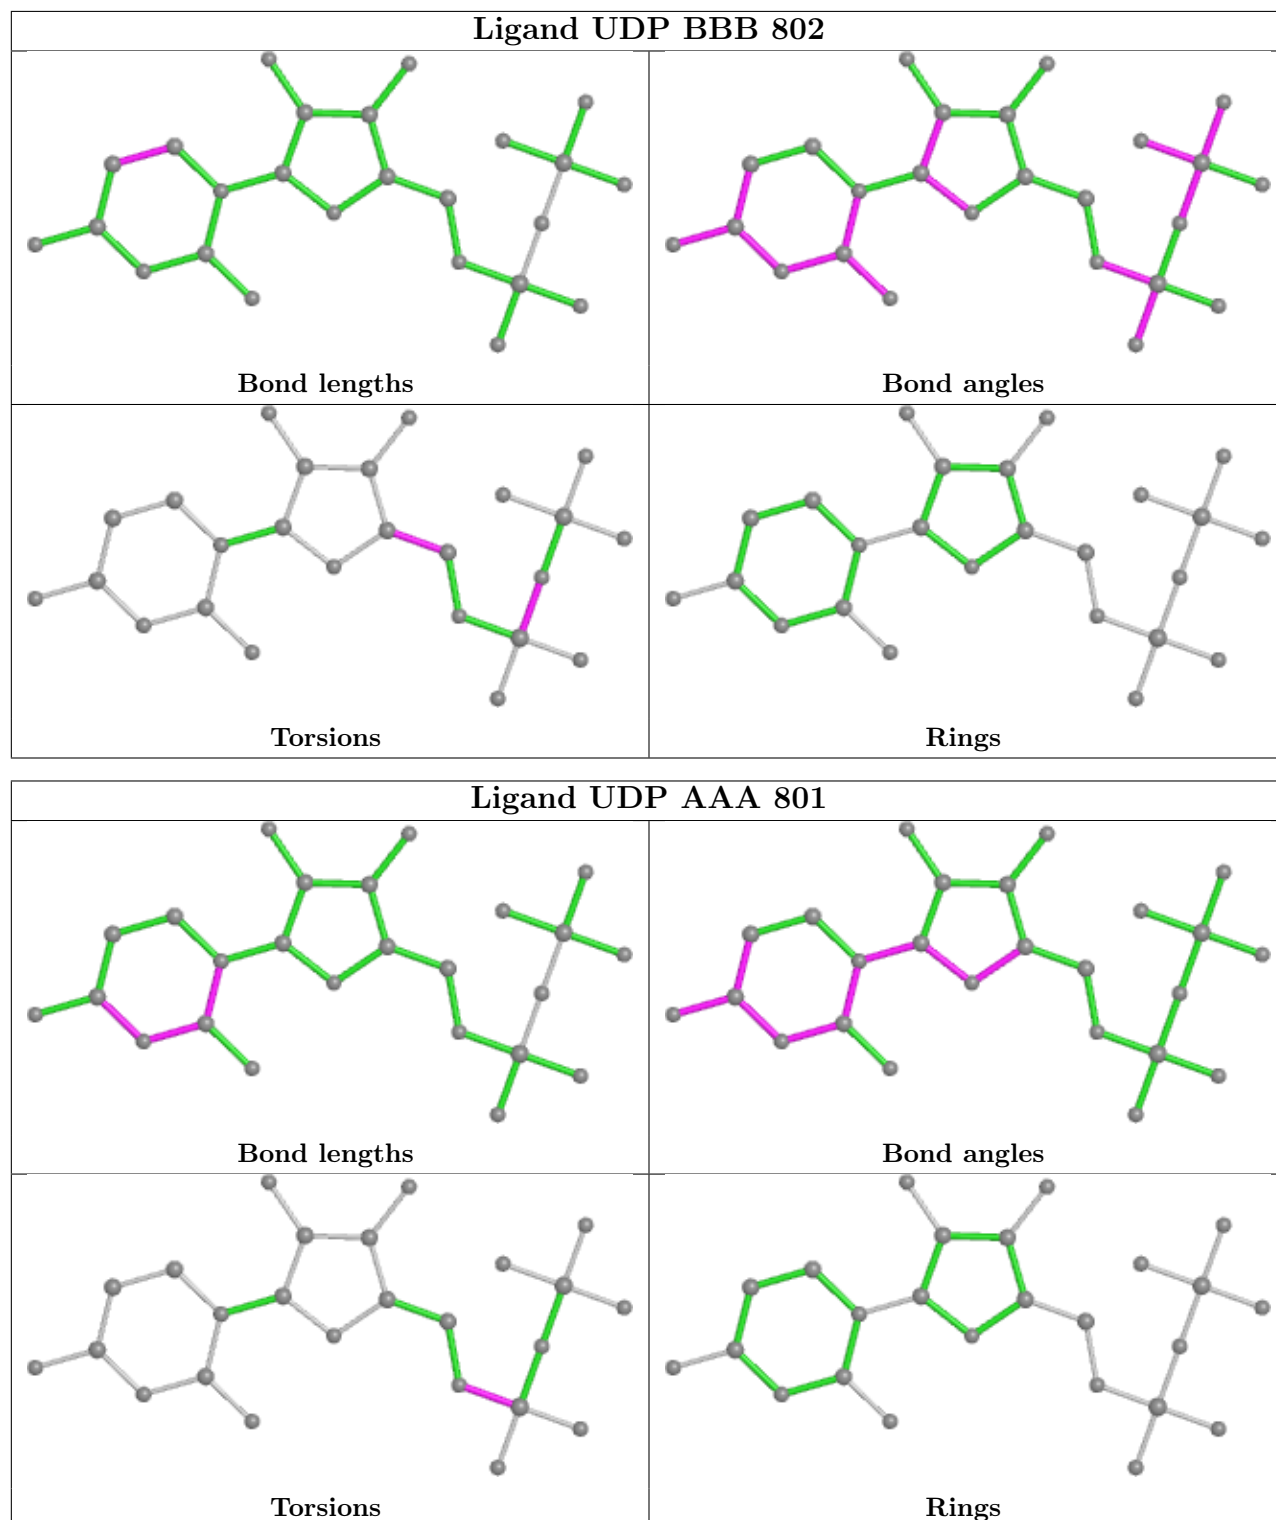 Ligand UDP BBB 802
Bond lengths
Bond angles
Torsions
Rings
Ligand UDP AAA 801
Bond lengths
Bond angles
Torsions
Rings